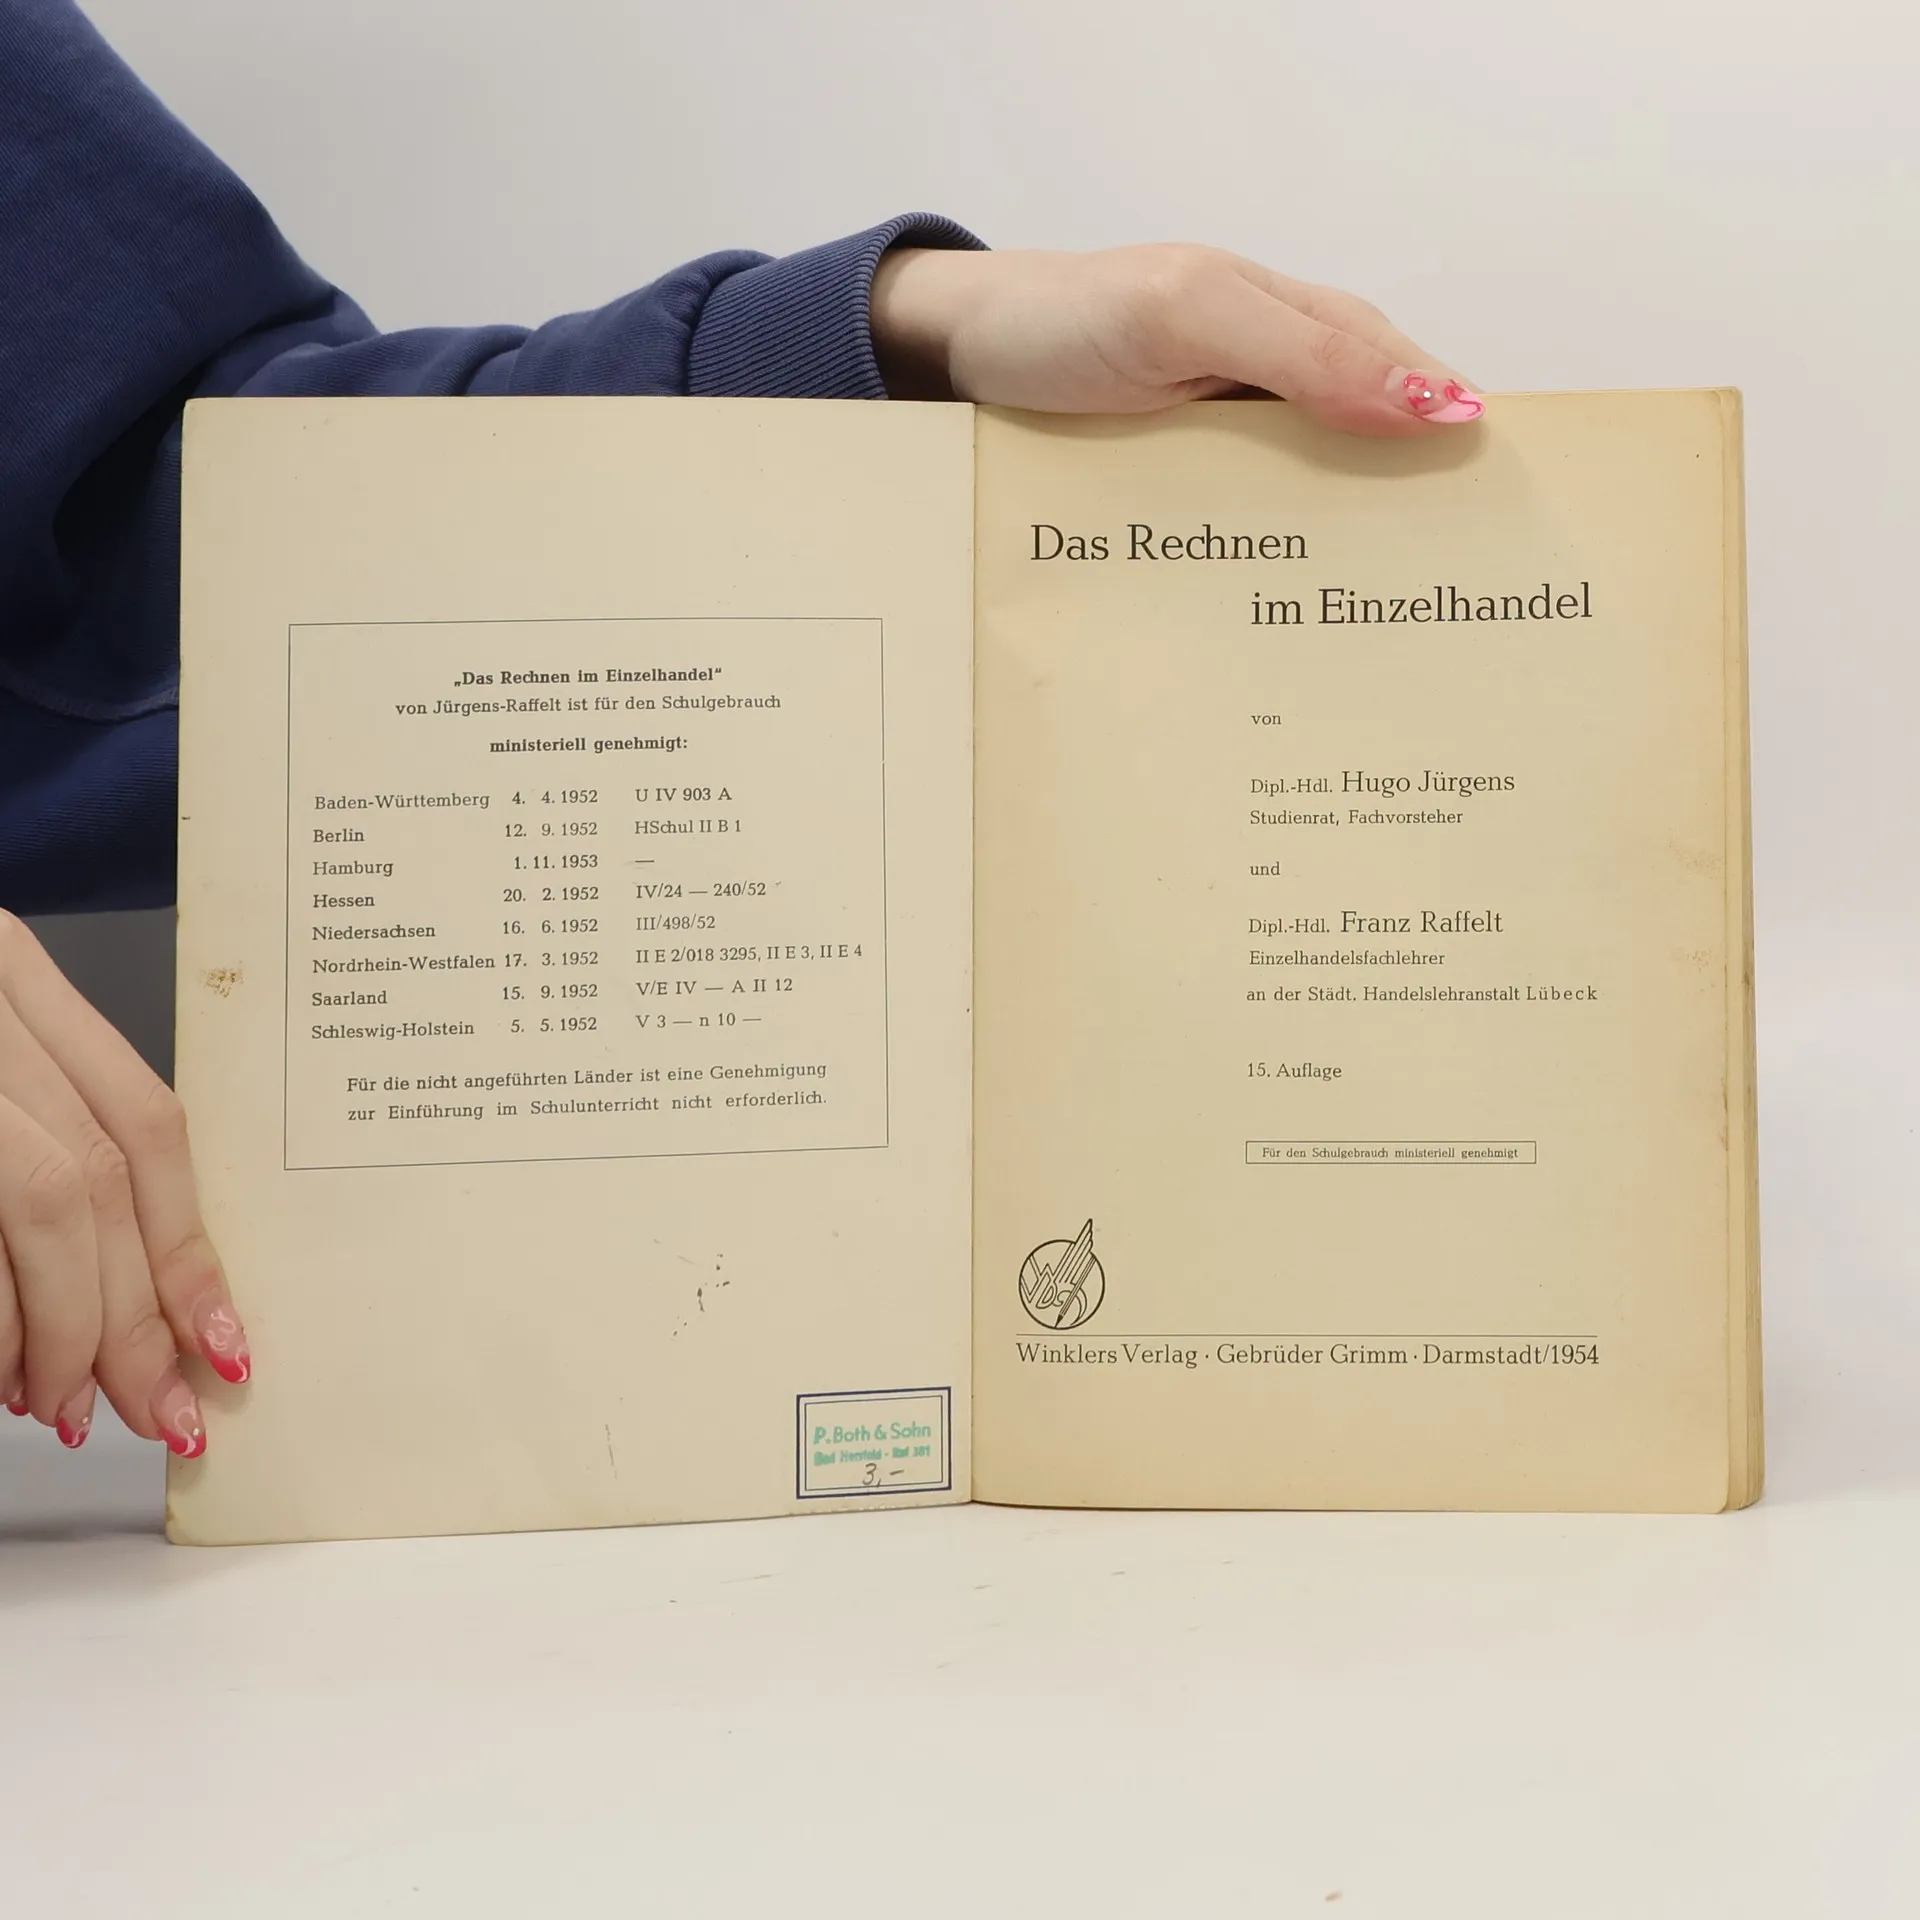 „Das Rechnen im Einzelhandel“
von Jürgens-Raffelt ist für den Schulgebrauch
ministeriell genehmigt:
Baden-Württemberg 4. 4. 1952 U IV 903 A
Berlin 12. 9. 1952 HSchul II B 1
Hamburg 1. 11. 1953 —
Hessen 20. 2. 1952 IV/24 — 240/52
Niedersachsen 16. 6. 1952 III/498/52
Nordrhein-Westfalen 17. 3. 1952 II E 2/018 3295, II E 3, II E 4
Saarland 15. 9. 1952 V/E IV — A II 12
Schleswig-Holstein 5. 5. 1952 V 3 — n 10 —
Für die nicht angeführten Länder ist eine Genehmigung
zur Einführung im Schulunterricht nicht erforderlich.
P. Both & Sohn
Bad Hersfeld - Ruf 381
3,-
Das Rechnen
im Einzelhandel
von
Dipl.-Hdl. Hugo Jürgens
Studienrat, Fachvorsteher
und
Dipl.-Hdl. Franz Raffelt
Einzelhandelsfachlehrer
an der Städt. Handelslehranstalt Lübeck
15. Auflage
Für den Schulgebrauch ministeriell genehmigt
Winklers Verlag · Gebrüder Grimm · Darmstadt/1954